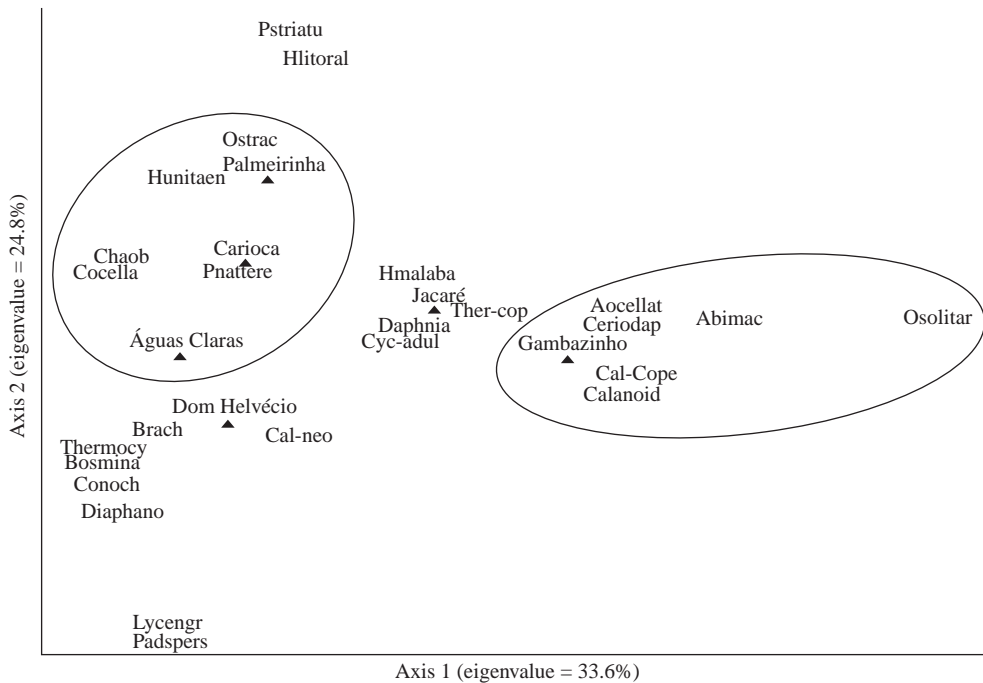 Pstriatu
Hlitoral
Ostrac
Palmeirinha
Hunitaen
Carioca
Chaob
Pnattere
Cocella
Hmalaba
Jacaré
Ther-cop
Daphnia
Cyc-adul
Aocellat
Abimac
Osolitar
Ceriodap
Gambazinho
Cal-Cope
Calanoid
Águas Claras
Dom Helvécio
Brach
Cal-neo
Thermocy
Bosmina
Conoch
Diaphano
Lycengr
Padspers
Axis 2 (eigenvalue = 24.8%)
Axis 1 (eigenvalue = 33.6%)